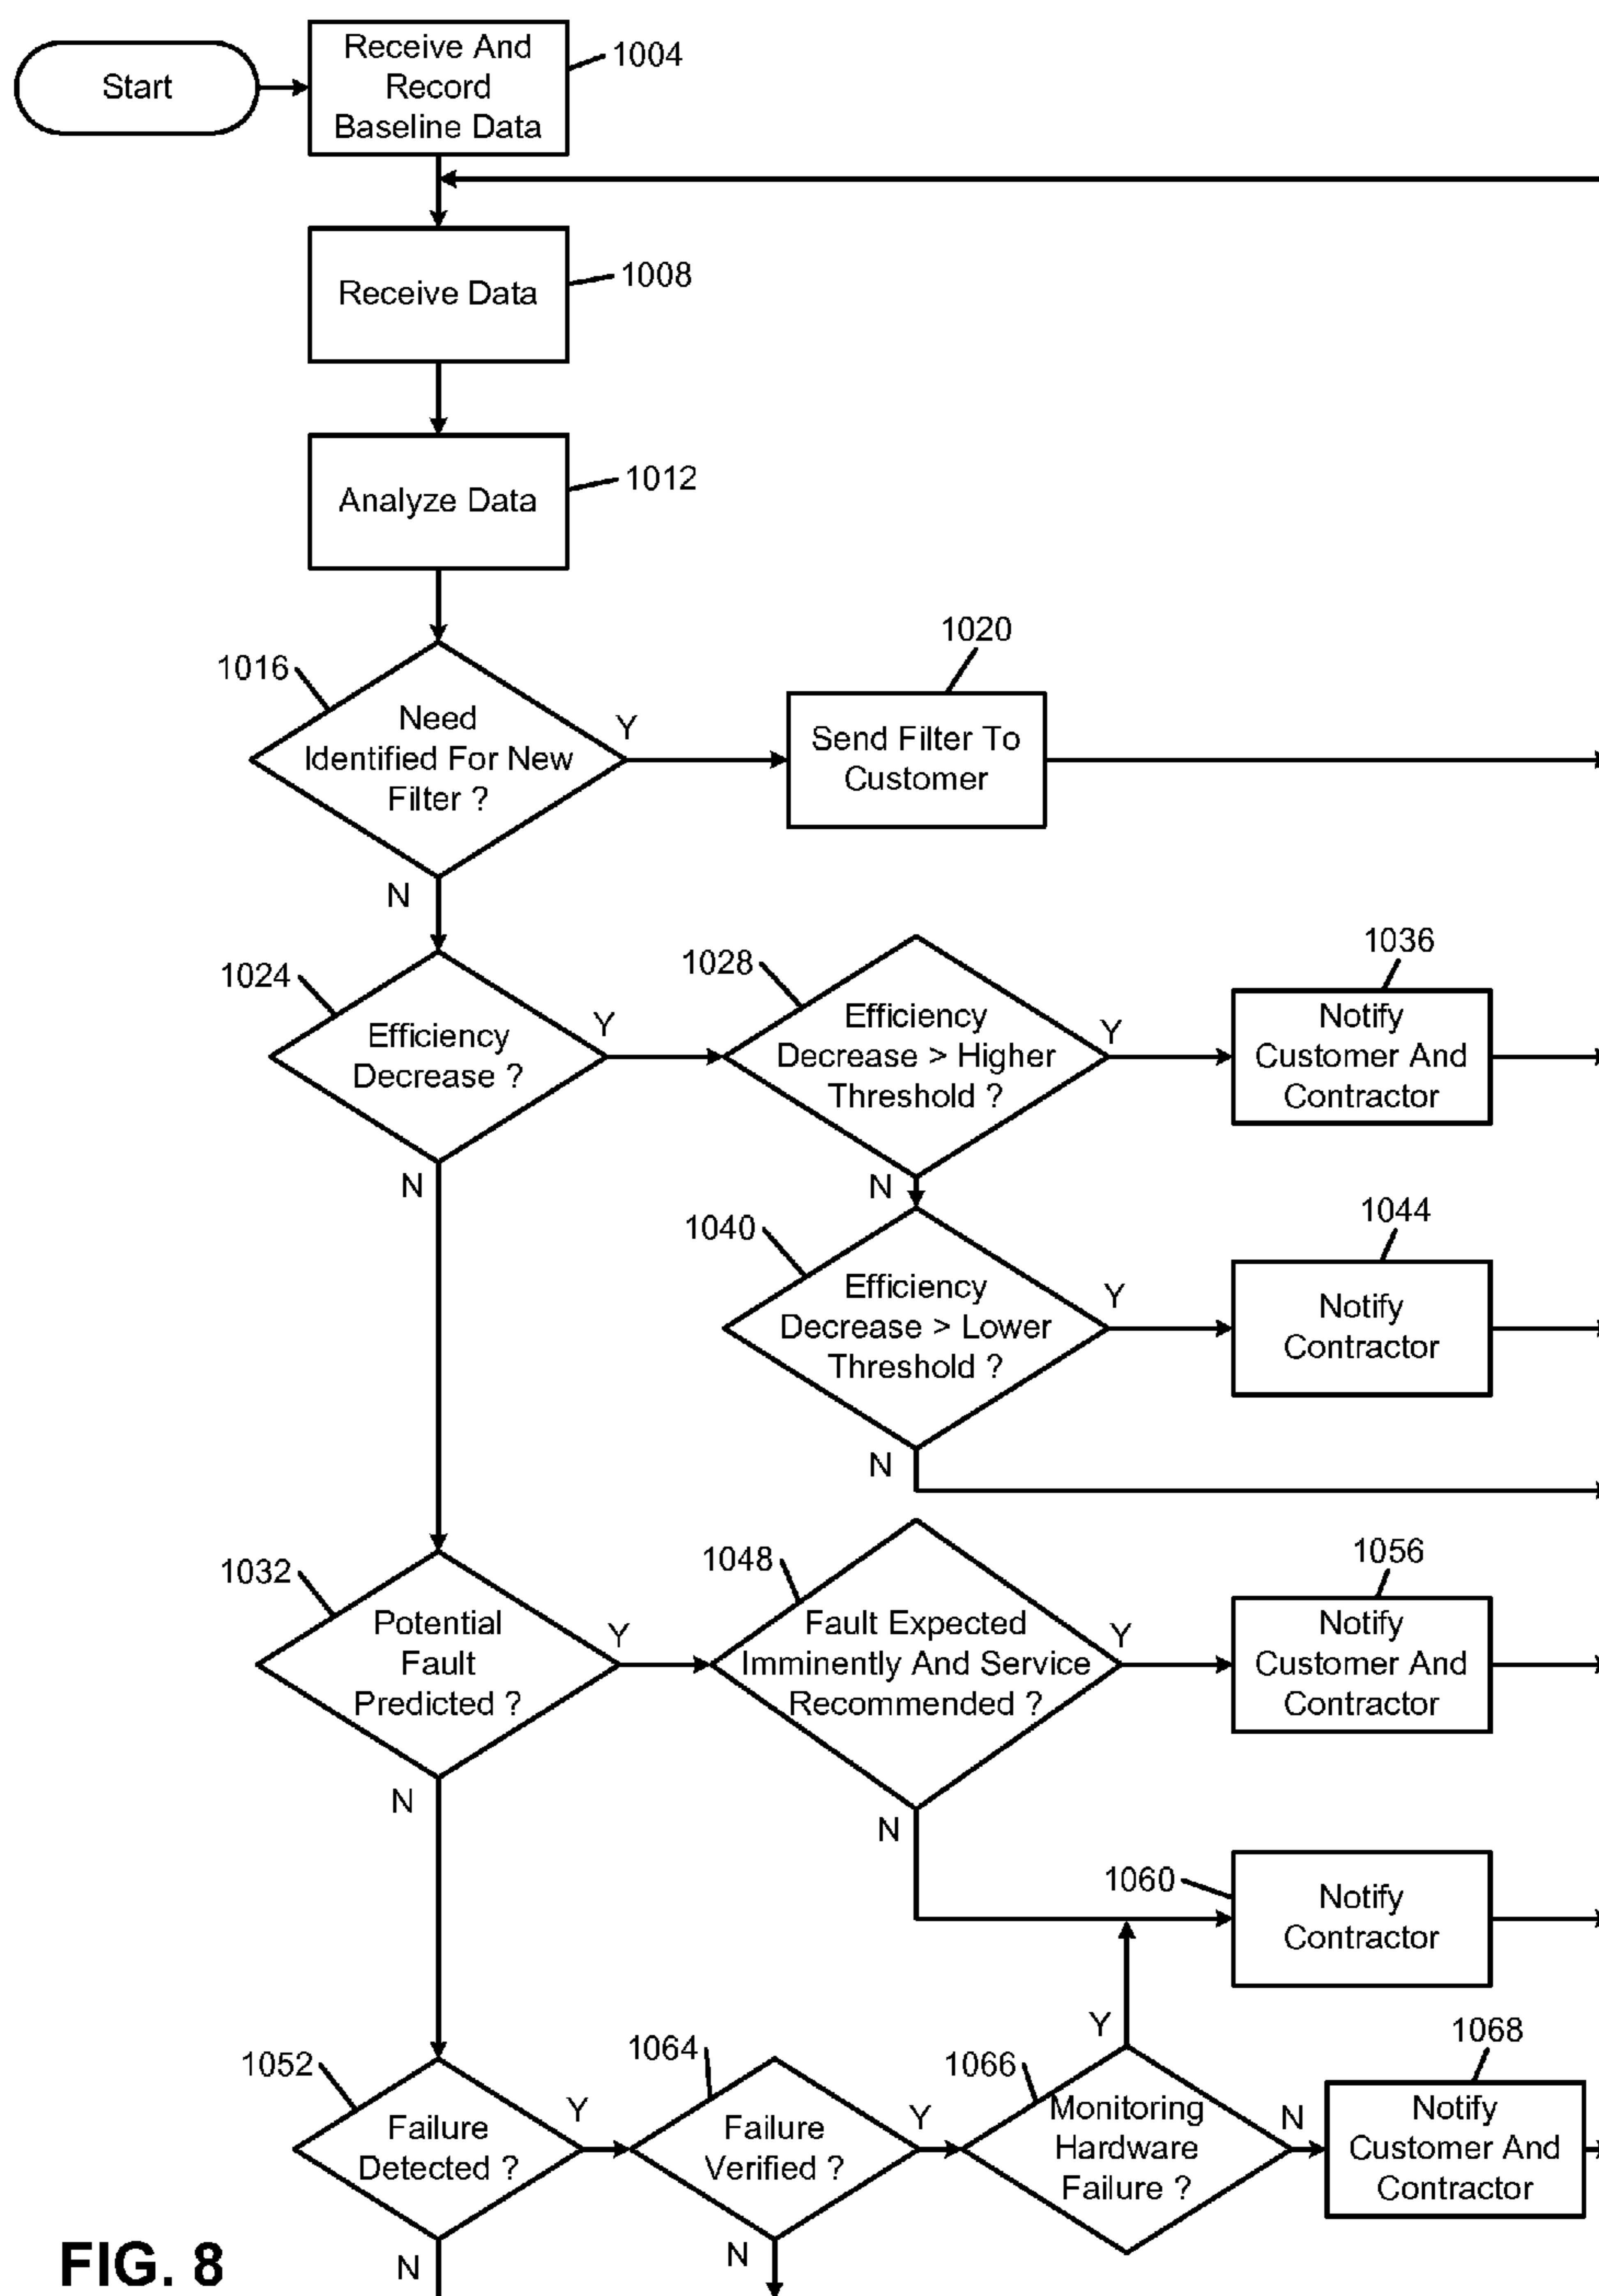 Start
Receive And
Record
Baseline Data
1004
Receive Data
1008
Analyze Data
1012
1016
Need
Identified For New
Filter ?
Y
N
1020
Send Filter To
Customer
1024
Efficiency
Decrease ?
Y
N
1028
Efficiency
Decrease > Higher
Threshold ?
Y
N
1036
Notify
Customer And
Contractor
1040
Efficiency
Decrease > Lower
Threshold ?
Y
N
1044
Notify
Contractor
1032
Potential
Fault
Predicted ?
Y
N
1048
Fault Expected
Imminently And Service
Recommended ?
Y
N
1056
Notify
Customer And
Contractor
1060
Notify
Contractor
1052
Failure
Detected ?
Y
N
1064
Failure
Verified ?
Y
N
1066
Monitoring
Hardware
Failure ?
Y
N
1068
Notify
Customer And
Contractor
FIG. 8